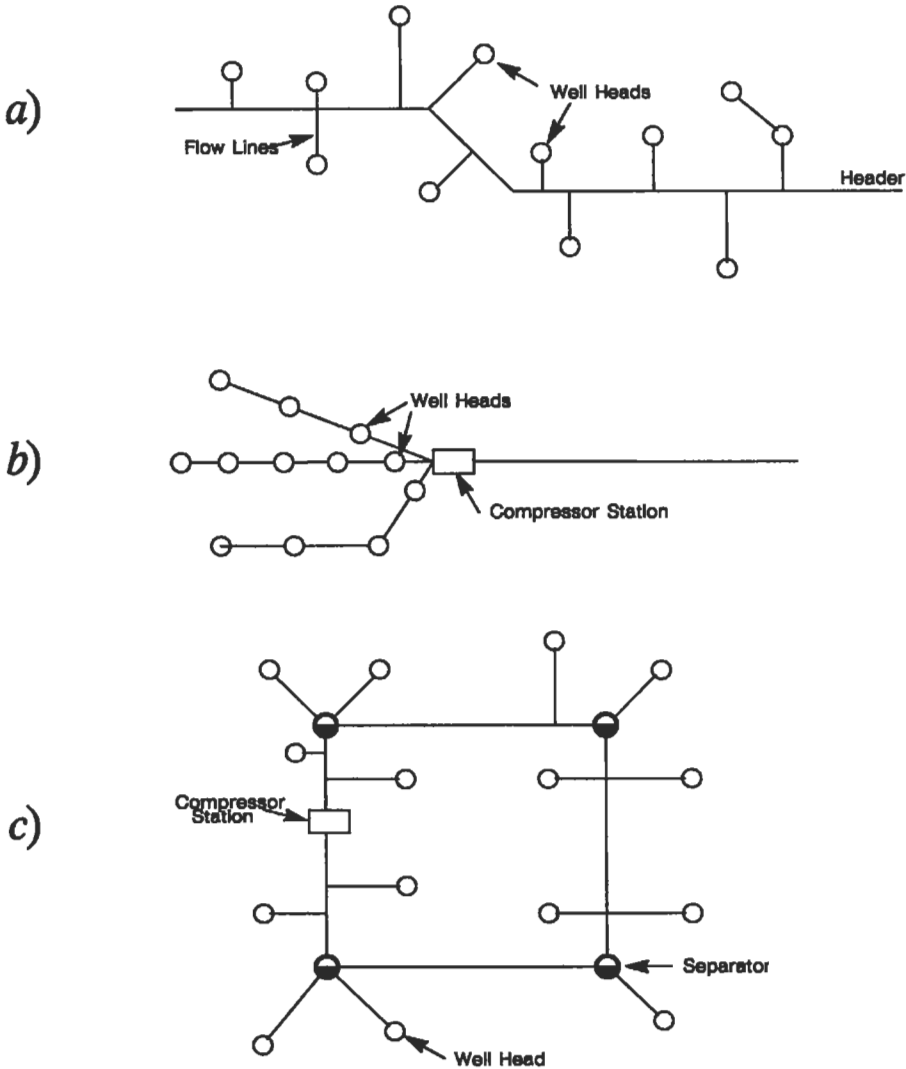 a)
Well Heads
Flow Lines
Header
b)
Well Heads
Compressor Station
c)
Compressor
Station
Separator
Well Head